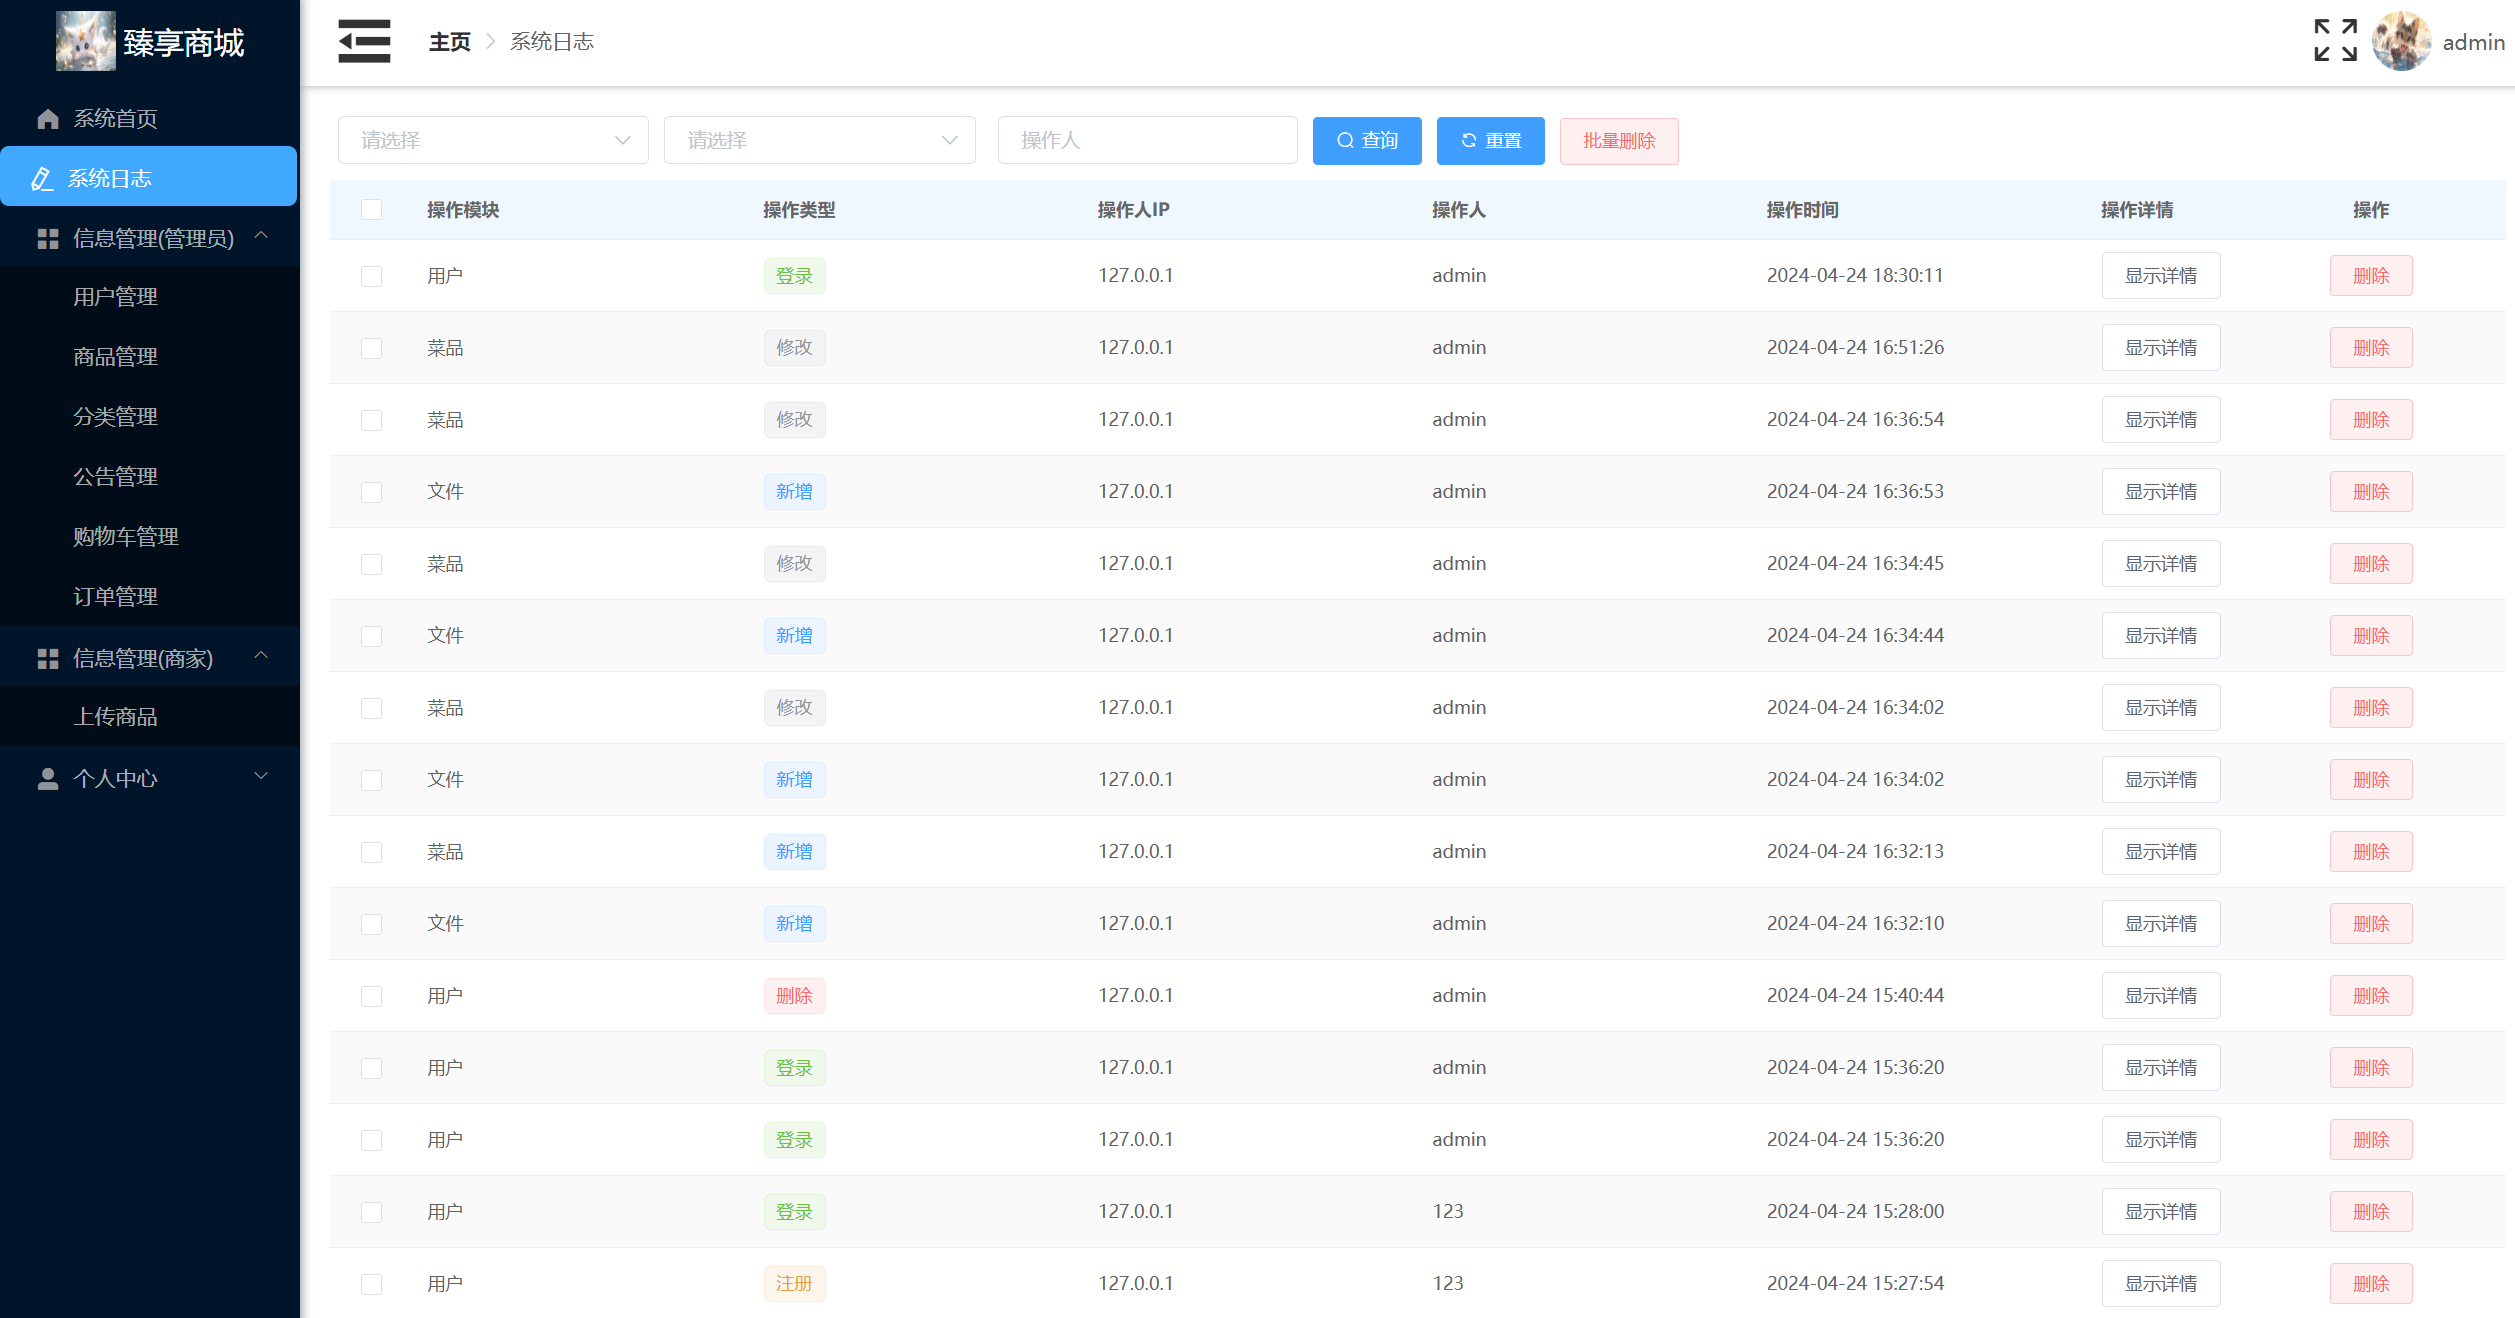 臻享商城
主页 系统日志
admin
系统首页
系统日志
信息管理(管理员)
用户管理
商品管理
分类管理
公告管理
购物车管理
订单管理
信息管理(商家)
上传商品
个人中心
请选择 请选择 操作人 查询 重置 批量删除
操作模块 操作类型 操作人IP 操作人 操作时间 操作详情 操作
用户 登录 127.0.0.1 admin 2024-04-24 18:30:11 显示详情 删除
菜品 修改 127.0.0.1 admin 2024-04-24 16:51:26 显示详情 删除
菜品 修改 127.0.0.1 admin 2024-04-24 16:36:54 显示详情 删除
文件 新增 127.0.0.1 admin 2024-04-24 16:36:53 显示详情 删除
菜品 修改 127.0.0.1 admin 2024-04-24 16:34:45 显示详情 删除
文件 新增 127.0.0.1 admin 2024-04-24 16:34:44 显示详情 删除
菜品 修改 127.0.0.1 admin 2024-04-24 16:34:02 显示详情 删除
文件 新增 127.0.0.1 admin 2024-04-24 16:34:02 显示详情 删除
菜品 新增 127.0.0.1 admin 2024-04-24 16:32:13 显示详情 删除
文件 新增 127.0.0.1 admin 2024-04-24 16:32:10 显示详情 删除
用户 删除 127.0.0.1 admin 2024-04-24 15:40:44 显示详情 删除
用户 登录 127.0.0.1 admin 2024-04-24 15:36:20 显示详情 删除
用户 登录 127.0.0.1 admin 2024-04-24 15:36:20 显示详情 删除
用户 登录 127.0.0.1 123 2024-04-24 15:28:00 显示详情 删除
用户 注册 127.0.0.1 123 2024-04-24 15:27:54 显示详情 删除